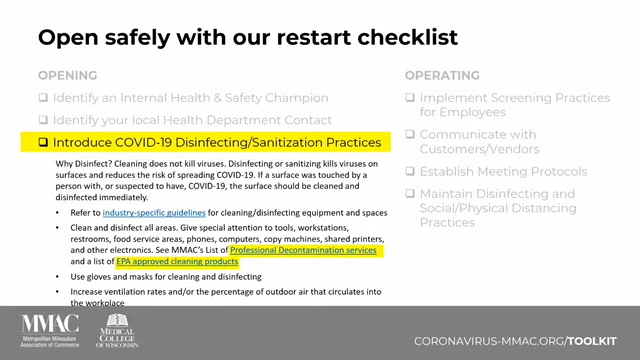 Open safely with our restart checklist
OPENING
❑ Identify an Internal Health & Safety Champion
❑ Identify your local Health Department Contact
❑ Introduce COVID-19 Disinfecting/Sanitization Practices
Why Disinfect? Cleaning does not kill viruses. Disinfecting or sanitizing kills viruses on
surfaces and reduces the risk of spreading COVID-19. If a surface was touched by a
person with, or suspected to have, COVID-19, the surface should be cleaned and
disinfected immediately.
• Refer to industry-specific guidelines for cleaning/disinfecting equipment and spaces
• Clean and disinfect all areas. Give special attention to tools, workstations,
restrooms, food service areas, phones, computers, copy machines, shared printers,
and other electronics. See MMAC's List of Professional Decontamination services
and a list of EPA approved cleaning products
• Use gloves and masks for cleaning and disinfecting
• Increase ventilation rates and/or the percentage of outdoor air that circulates into
the workplace
OPERATING
❑ Implement Screening Practices
for Employees
❑ Communicate with
Customers/Vendors
❑ Establish Meeting Protocols
❑ Maintain Disinfecting and
Social/Physical Distancing
Practices
MMAC
Metropolitan Milwaukee
Association of Commerce
MEDICAL
COLLEGE
OF WISCONSIN
CORONAVIRUS-MMAC.ORG/TOOLKIT